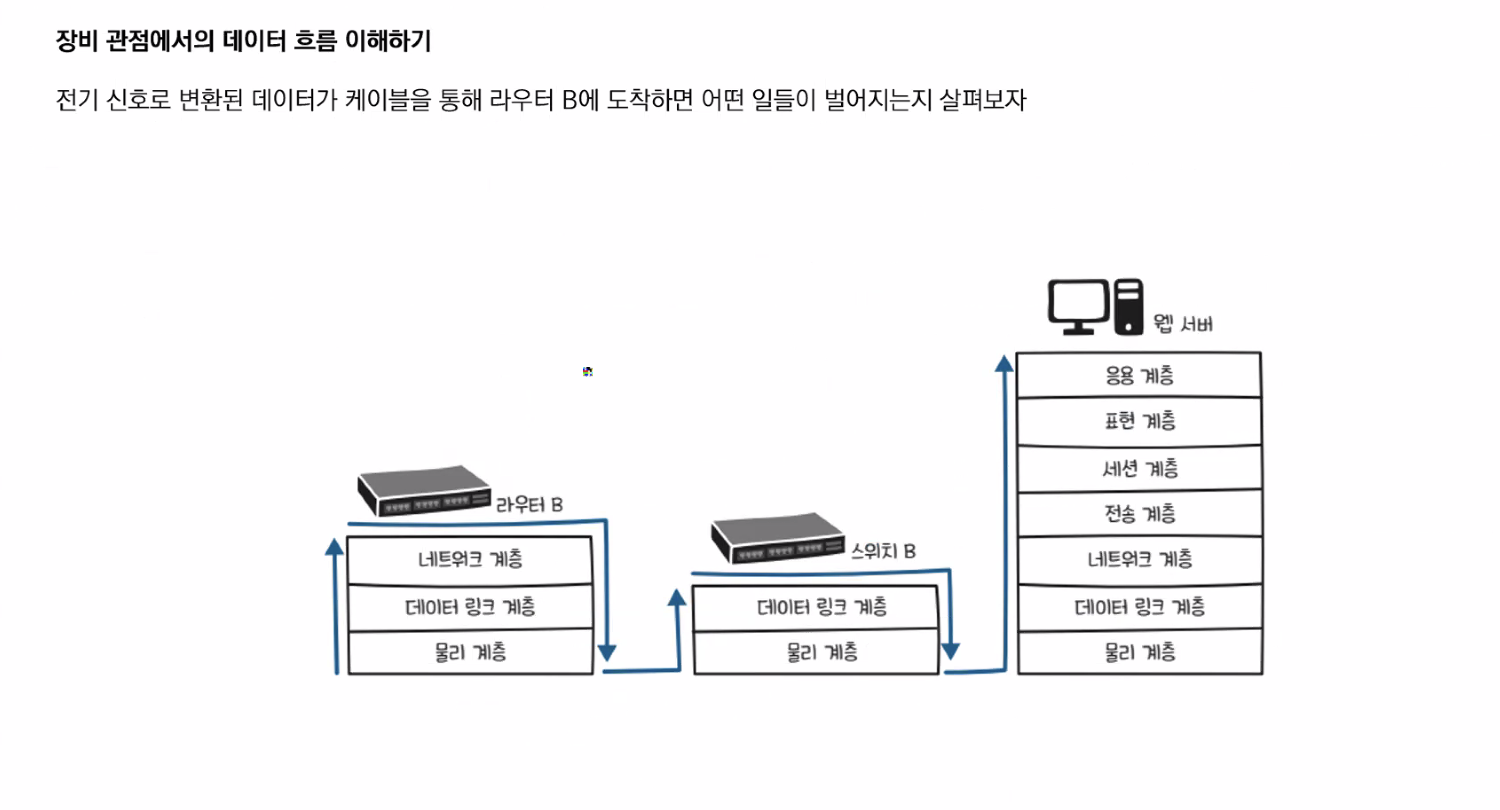 장비 관점에서의 데이터 흐름 이해하기
전기 신호로 변환된 데이터가 케이블을 통해 라우터 B에 도착하면 어떤 일들이 벌어지는지 살펴보자
라우터 B
네트워크 계층
데이터 링크 계층
물리 계층
스위치 B
데이터 링크 계층
물리 계층
웹 서버
응용 계층
표현 계층
세션 계층
전송 계층
네트워크 계층
데이터 링크 계층
물리 계층